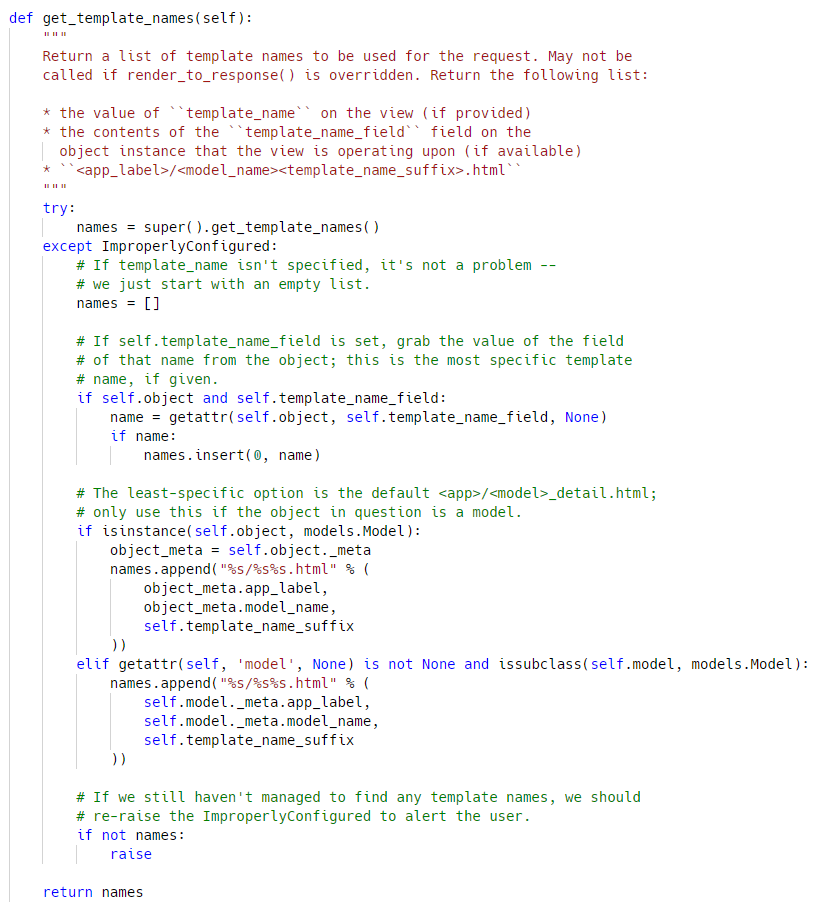 def get_template_names(self):
    """
    Return a list of template names to be used for the request. May not be
    called if render_to_response() is overridden. Return the following list:

    * the value of ``template_name`` on the view (if provided)
    * the contents of the ``template_name_field`` field on the
      object instance that the view is operating upon (if available)
    * ``<app_label>/<model_name><template_name_suffix>.html``
    """
    try:
        names = super().get_template_names()
    except ImproperlyConfigured:
        # If template_name isn't specified, it's not a problem --
        # we just start with an empty list.
        names = []

        # If self.template_name_field is set, grab the value of the field
        # of that name from the object; this is the most specific template
        # name, if given.
        if self.object and self.template_name_field:
            name = getattr(self.object, self.template_name_field, None)
            if name:
                names.insert(0, name)

        # The least-specific option is the default <app>/<model>_detail.html;
        # only use this if the object in question is a model.
        if isinstance(self.object, models.Model):
            object_meta = self.object._meta
            names.append("%s/%s%s.html" % (
                object_meta.app_label,
                object_meta.model_name,
                self.template_name_suffix
            ))
        elif getattr(self, 'model', None) is not None and issubclass(self.model, models.Model):
            names.append("%s/%s%s.html" % (
                self.model._meta.app_label,
                self.model._meta.model_name,
                self.template_name_suffix
            ))

        # If we still haven't managed to find any template names, we should
        # re-raise the ImproperlyConfigured to alert the user.
        if not names:
            raise

    return names